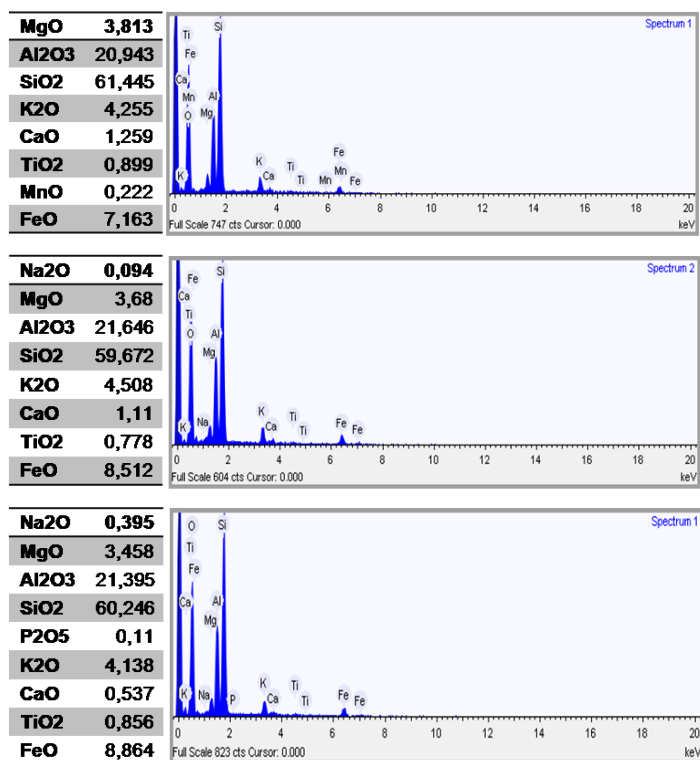 MgO 3,813
Al2O3 20,943
SiO2 61,445
K2O 4,255
CaO 1,259
TiO2 0,899
MnO 0,222
FeO 7,163
Spectrum 1
Si
Ti
Fe
Ca
Mn
O
Mg
Al
K
K
Ca
Ti
Ti
Mn
Fe
Mn
Fe
0 2 4 6 8 10 12 14 16 18 20
Full Scale 747 cts Cursor: 0.000 keV
Na2O 0,094
MgO 3,68
Al2O3 21,646
SiO2 59,672
K2O 4,508
CaO 1,11
TiO2 0,778
FeO 8,512
Spectrum 2
Si
Fe
Ca
Ti
O
Al
Mg
K
Na
K
Ca
Ti
Ti
Fe
Fe
0 2 4 6 8 10 12 14 16 18 20
Full Scale 604 cts Cursor: 0.000 keV
Na2O 0,395
MgO 3,458
Al2O3 21,395
SiO2 60,246
P2O5 0,11
K2O 4,138
CaO 0,537
TiO2 0,856
FeO 8,864
Spectrum 1
O
Si
Ti
Fe
Ca
Al
Mg
K
Na
P
K
Ca
Ti
Ti
Fe
Fe
0 2 4 6 8 10 12 14 16 18 20
Full Scale 823 cts Cursor: 0.000 keV